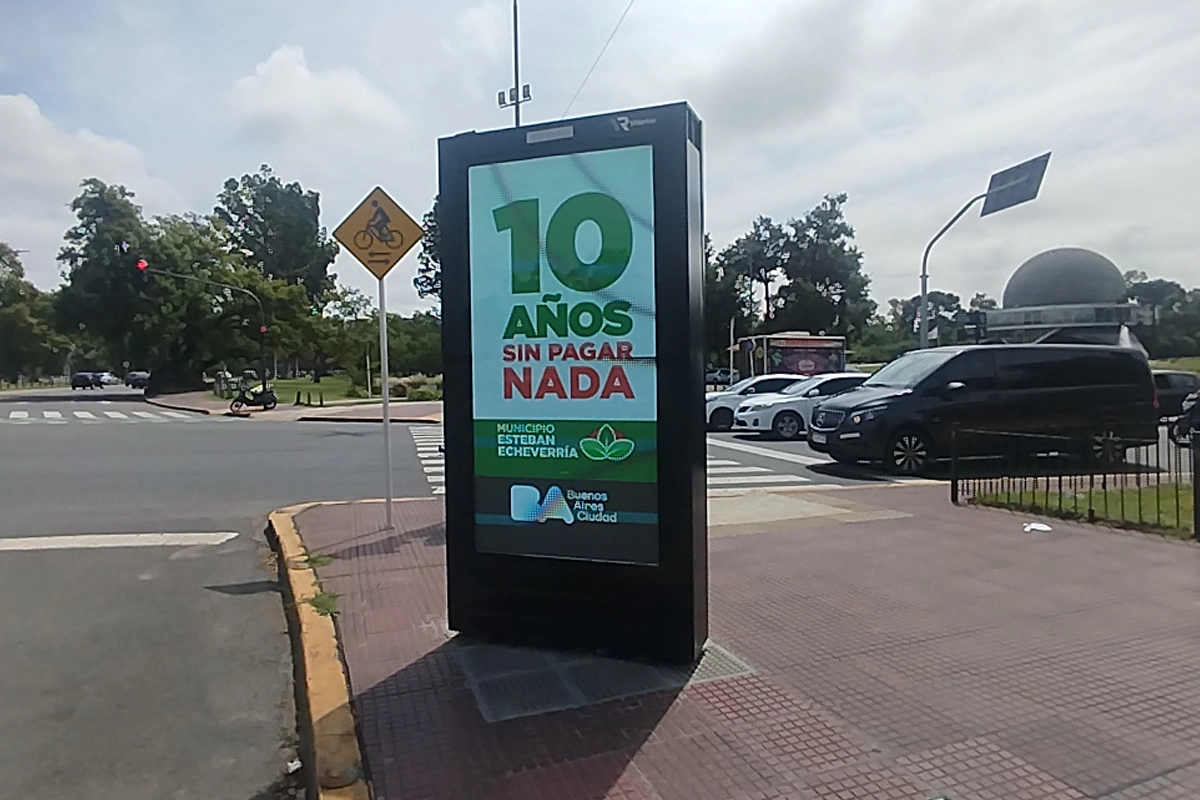 10
AÑOS
SIN PAGAR
NADA
MUNICIPIO
ESTEBAN
ECHEVERRÍA
BA
Buenos
Aires
Ciudad